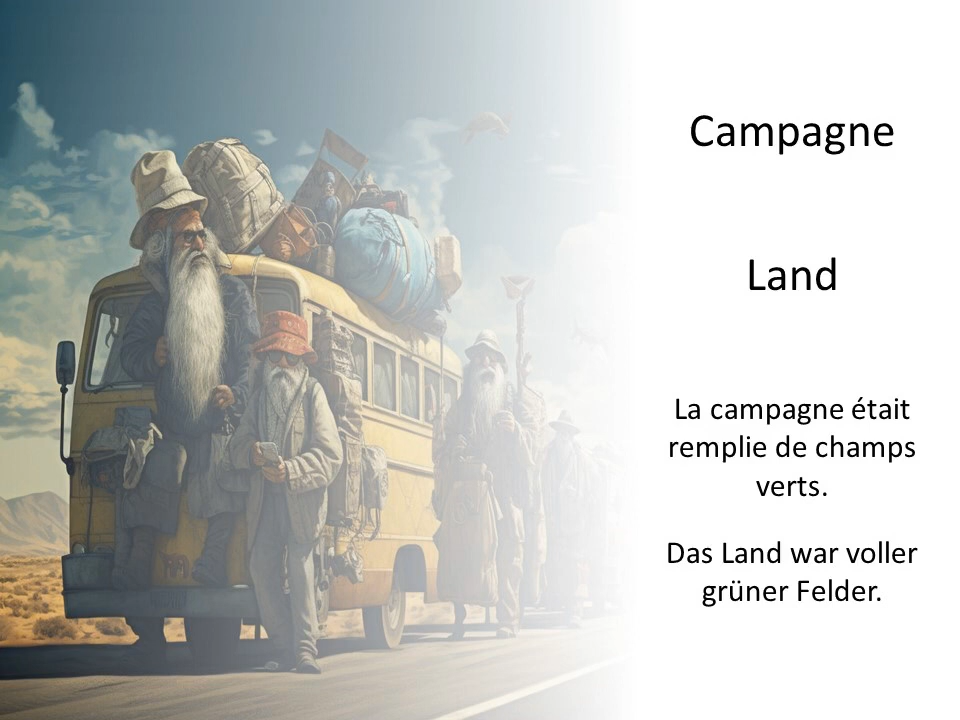 Campagne
Land
La campagne était
remplie de champs
verts.
Das Land war voller
grüner Felder.